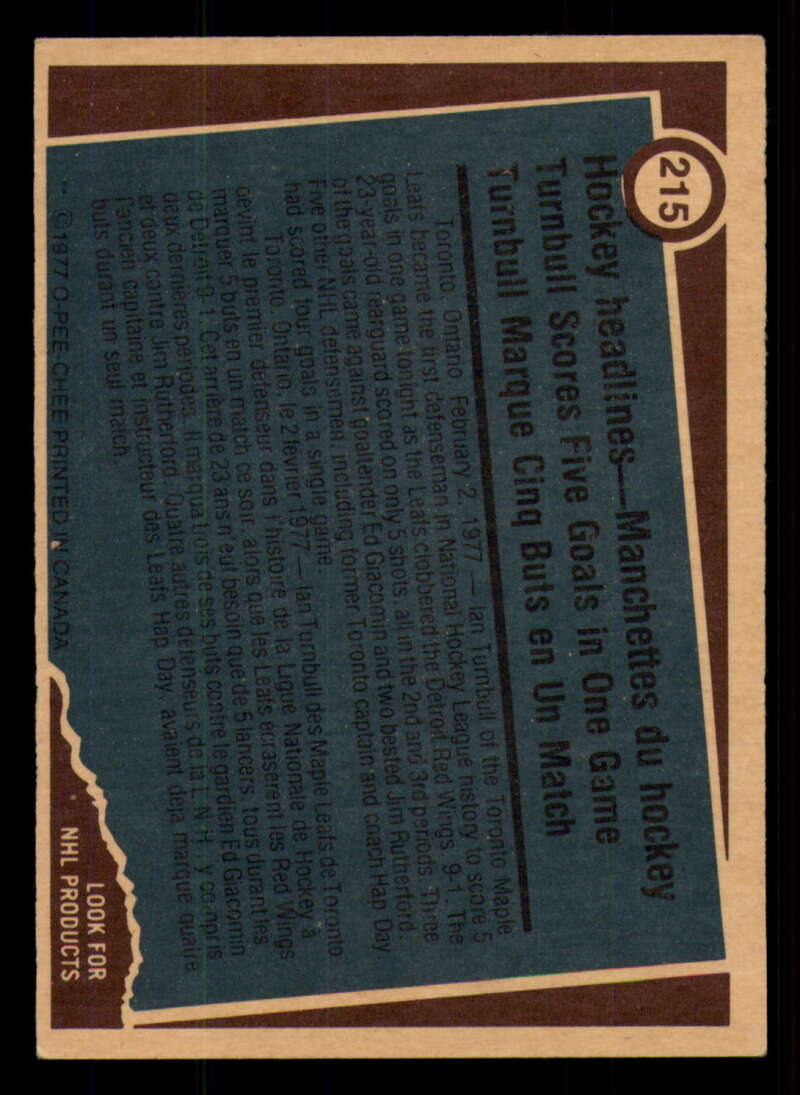 215
Hockey headlines—Manchettes du hockey
Turnbull Scores Five Goals in One Game
Turnbull Marque Cinq Buts en Un Match
Toronto, Ontario, February 2, 1977 — Ian Turnbull of the Toronto Maple
Leafs became the first defenseman in National Hockey League history to score 5
goals in one game tonight as the Leafs clobbered the Detroit Red Wings, 9-1. The
23-year-old rearguard scored on only 5 shots, all in the 2nd and 3rd periods. Three
of the goals came against goaltender Ed Giacomin and two bested Jim Rutherford.
Five other NHL defensemen, including former Toronto captain and coach Hap Day,
had scored four goals in a single game.
Toronto, Ontario, le 2 février 1977 — Ian Turnbull des Maple Leafs de Toronto
devint le premier défenseur dans l'histoire de la Ligue Nationale de Hockey à
marquer 5 buts en un match ce soir, alors que les Leafs écrasèrent les Red Wings
de Détroit 9-1. Cet arrière de 23 ans n'eut besoin que de 5 lancers, tous durant les
deux dernières périodes. Il marqua trois de ses buts contre le gardien Ed Giacomin
et deux contre Jim Rutherford. Quatre autres défenseurs de la L.N.H., y compris
l'ancien capitaine et instructeur des Leafs Hap Day, avaient déjà marqué quatre
buts durant un seul match.
©1977 O-PEE-CHEE PRINTED IN CANADA
LOOK FOR
NHL PRODUCTS